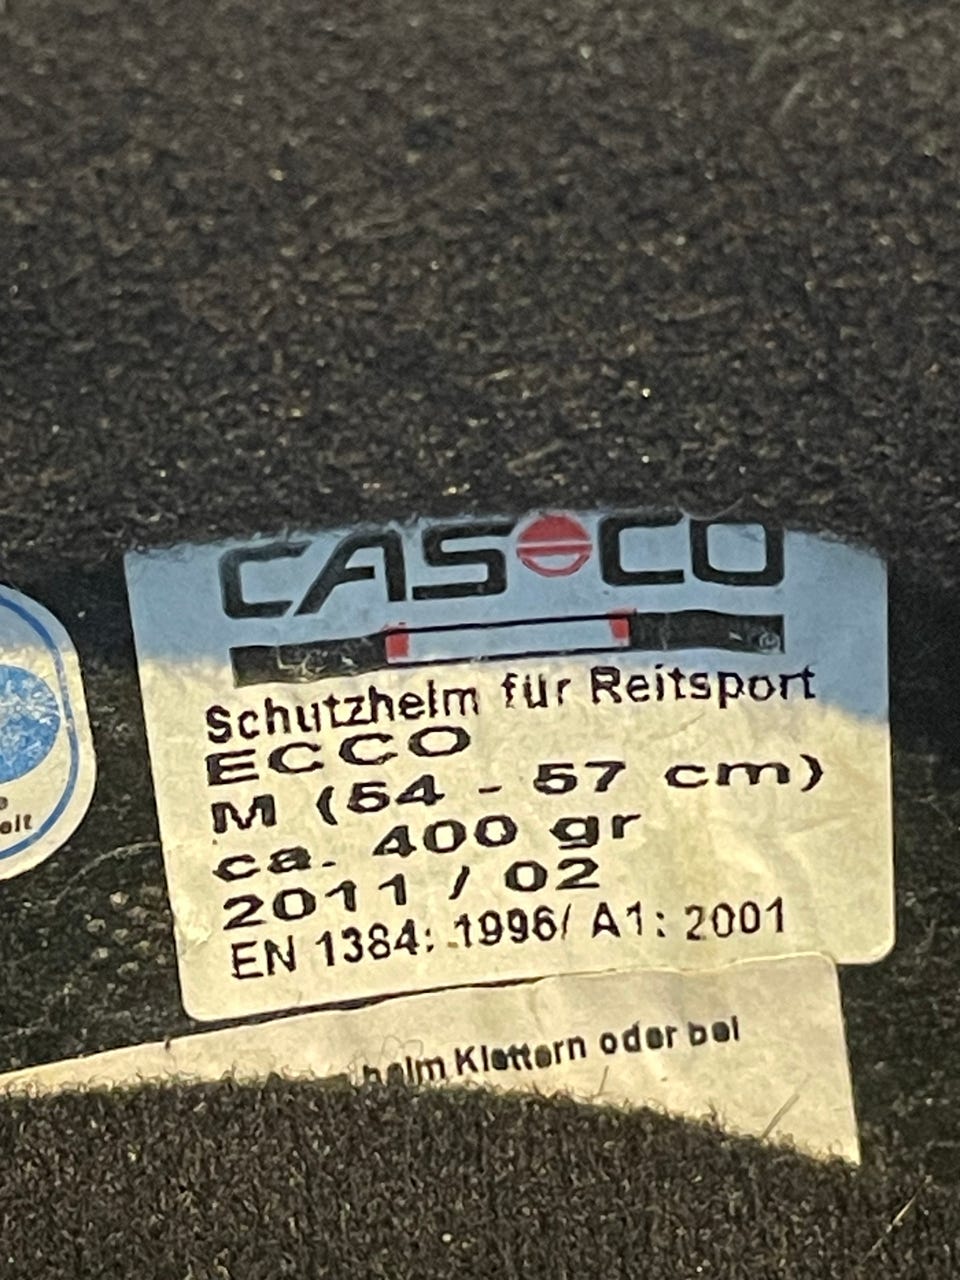 CASCO
Schutzhelm für Reitsport
ECCO
M (54 - 57 cm)
ca. 400 gr
2011 / 02
EN 1384: 1996/ A1: 2001
Klettern oder bei